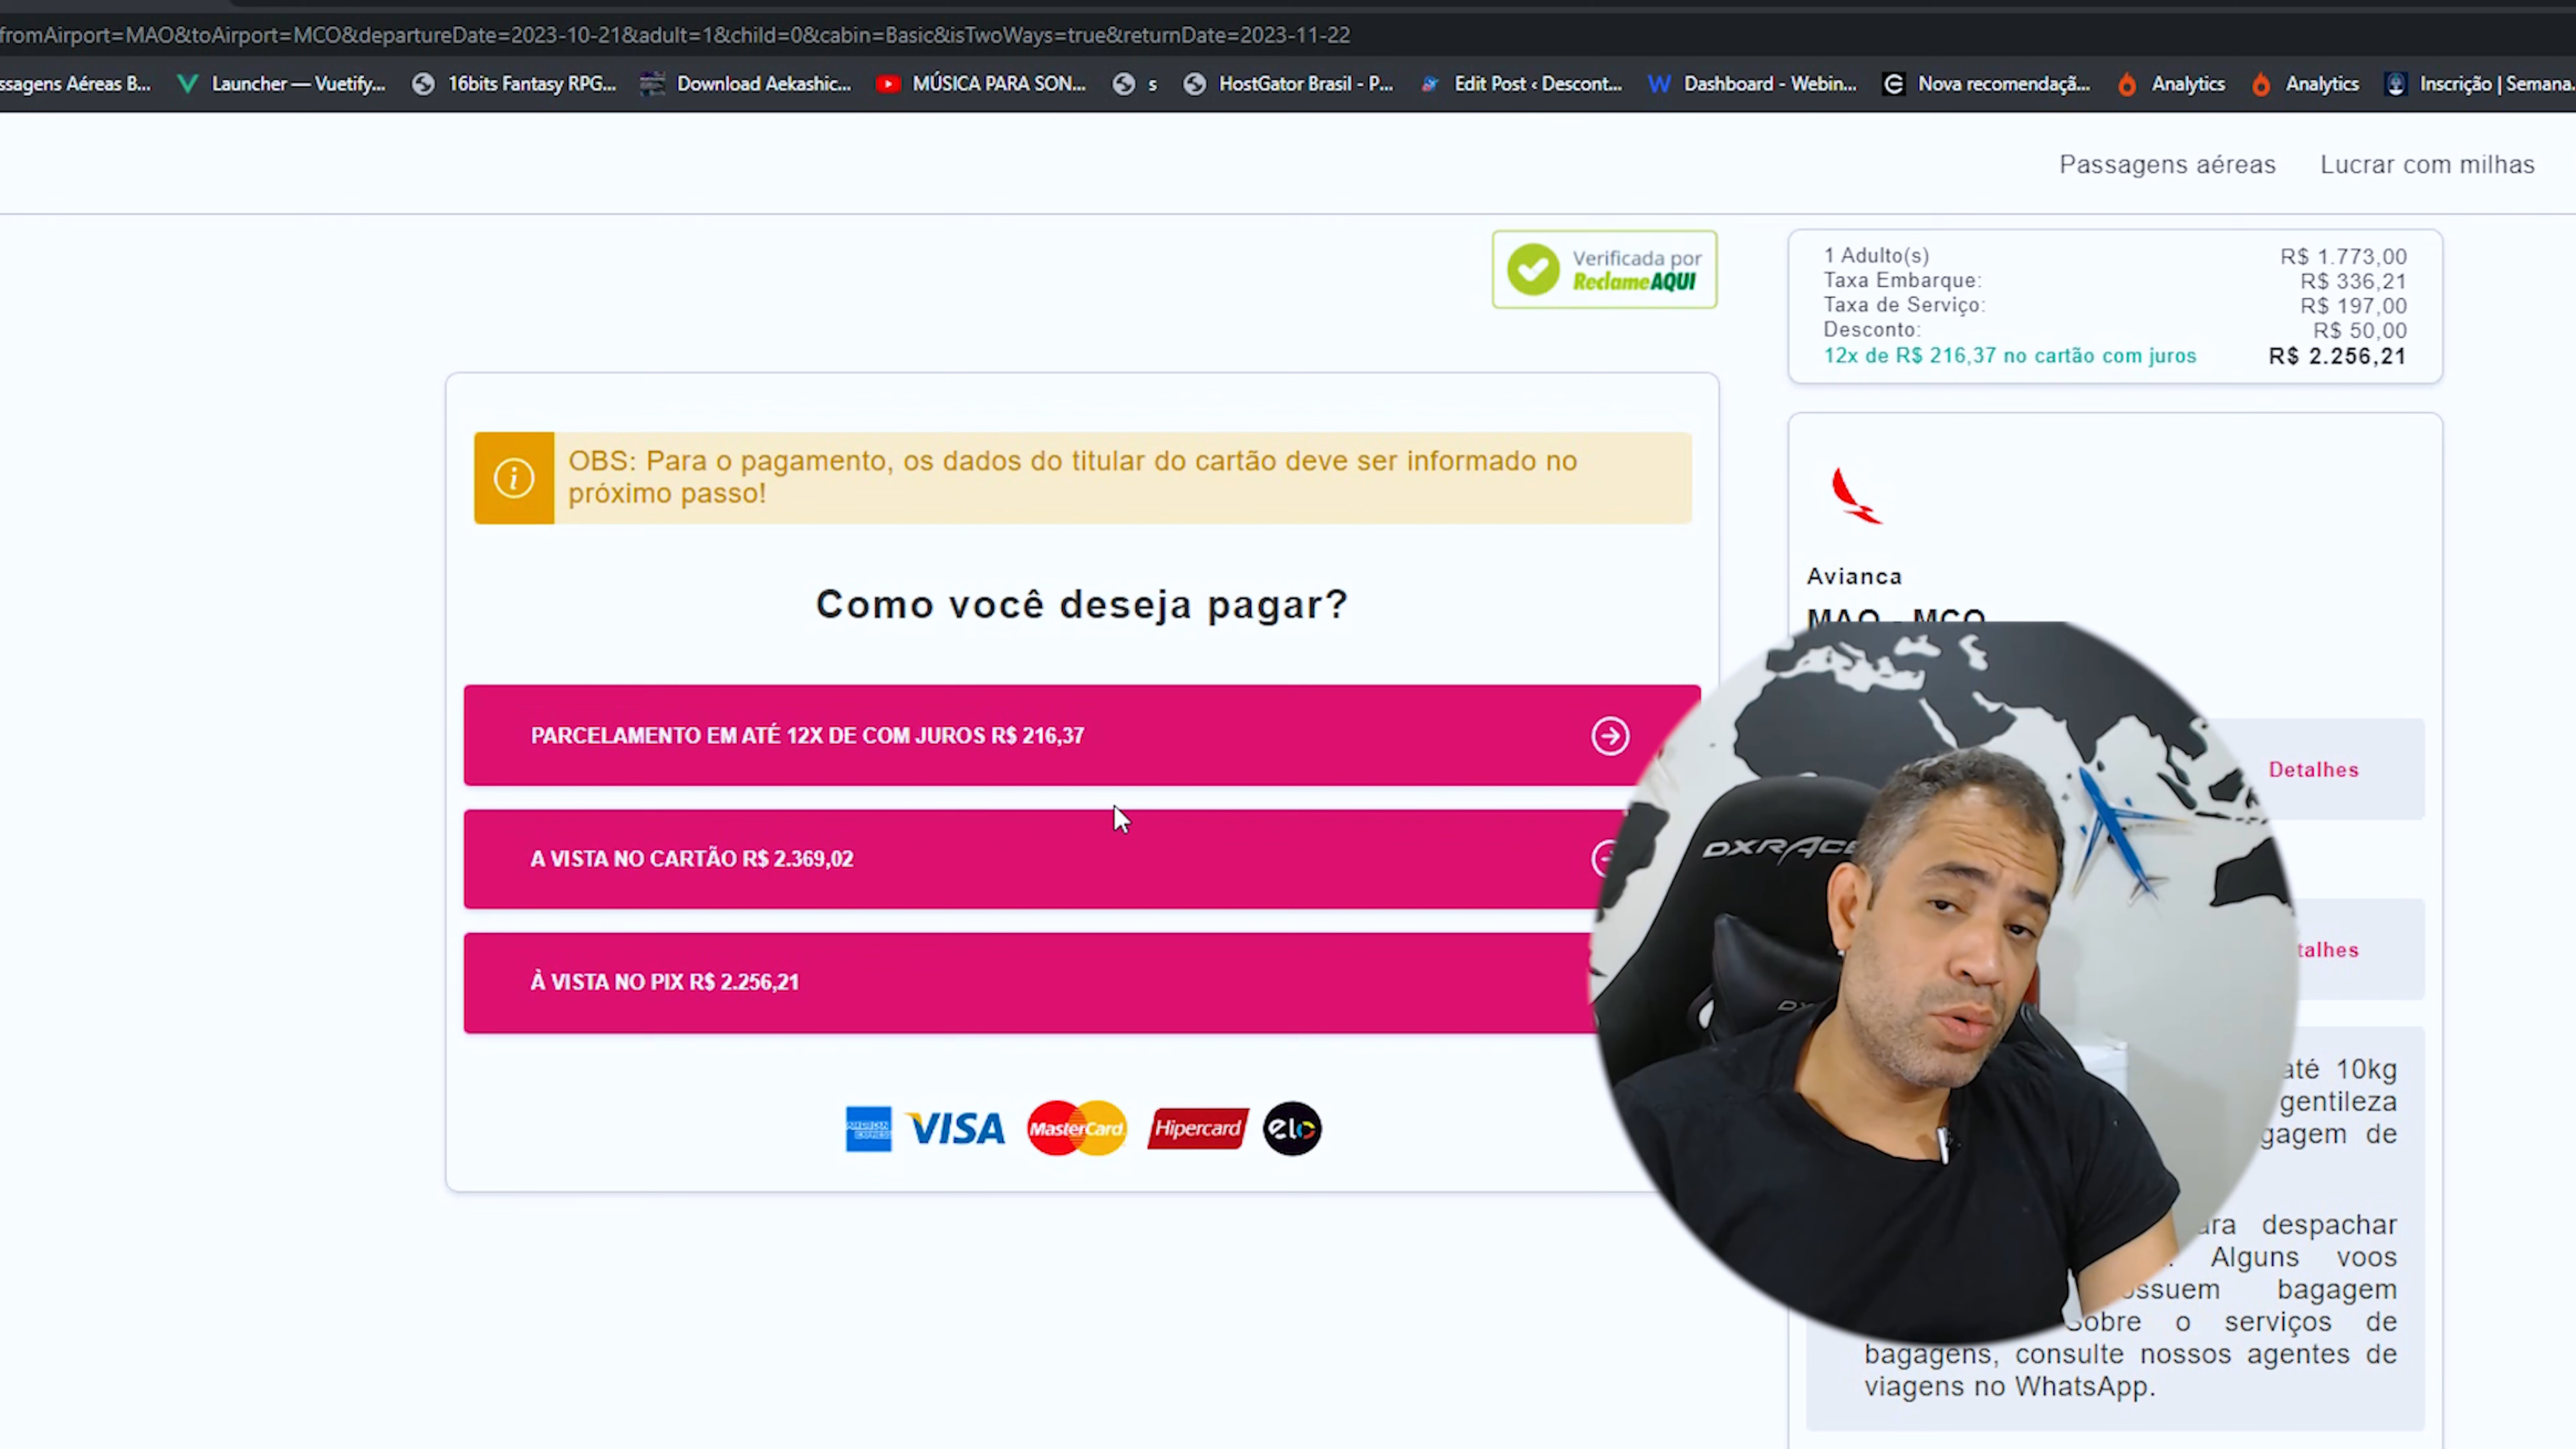 fromAirport=MAO&toAirport=MCO&departureDate=2023-10-21&adult=1&child=0&cabin=Basic&isTwoWays=true&returnDate=2023-11-22
ssagens Aéreas B... Launcher — Vuetify... 16bits Fantasy RPG... Download Aekashic... MÚSICA PARA SON... s HostGator Brasil - P... Edit Post ‹ Descont... Dashboard - Webin... Nova recomendaçã... Analytics Analytics Inscrição | Semana.
Passagens aéreas Lucrar com milhas
Verificada por
ReclameAQUI
1 Adulto(s) R$ 1.773,00
Taxa Embarque: R$ 336,21
Taxa de Serviço: R$ 197,00
Desconto: R$ 50,00
12x de R$ 216,37 no cartão com juros R$ 2.256,21
OBS: Para o pagamento, os dados do titular do cartão deve ser informado no
próximo passo!
Como você deseja pagar?
PARCELAMENTO EM ATÉ 12X DE COM JUROS R$ 216,37
A VISTA NO CARTÃO R$ 2.369,02
À VISTA NO PIX R$ 2.256,21
AMERICAN EXPRESS VISA MasterCard Hipercard elo
Avianca
MAO - MCO
Detalhes
talhes
DXRACE
até 10kg
gentileza
gagem de
ara despachar
Alguns voos
ossuem bagagem
Sobre o serviços de
bagagens, consulte nossos agentes de
viagens no WhatsApp.